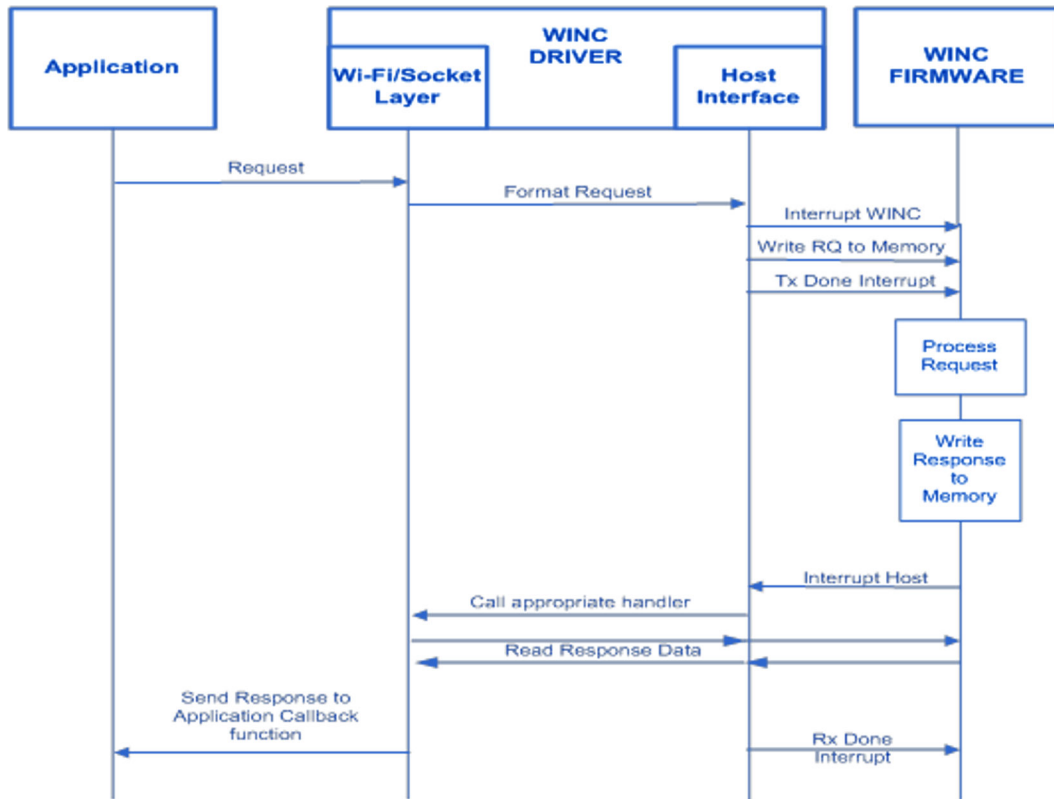 Application
WINC
DRIVER
Wi-Fi/Socket
Layer
Host
Interface
WINC
FIRMWARE
Request
Format Request
Interrupt WINC
Write RQ to Memory
Tx Done Interrupt
Process
Request
Write
Response
to
Memory
Interrupt Host
Call appropriate handler
Read Response Data
Send Response to
Application Callback
function
Rx Done
Interrupt